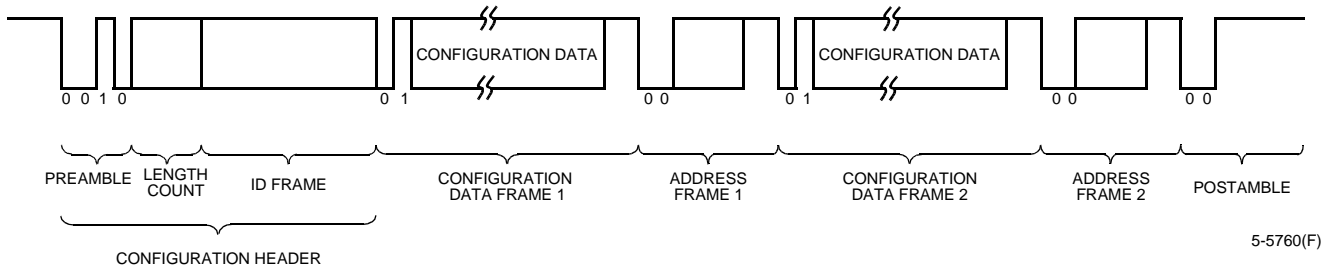 CONFIGURATION DATA
CONFIGURATION DATA
0 0 1 0
0 1
0 0
0 1
0 0
0 0
PREAMBLE
LENGTH
COUNT
ID FRAME
CONFIGURATION
DATA FRAME 1
ADDRESS
FRAME 1
CONFIGURATION
DATA FRAME 2
ADDRESS
FRAME 2
POSTAMBLE
CONFIGURATION HEADER
5-5760(F)